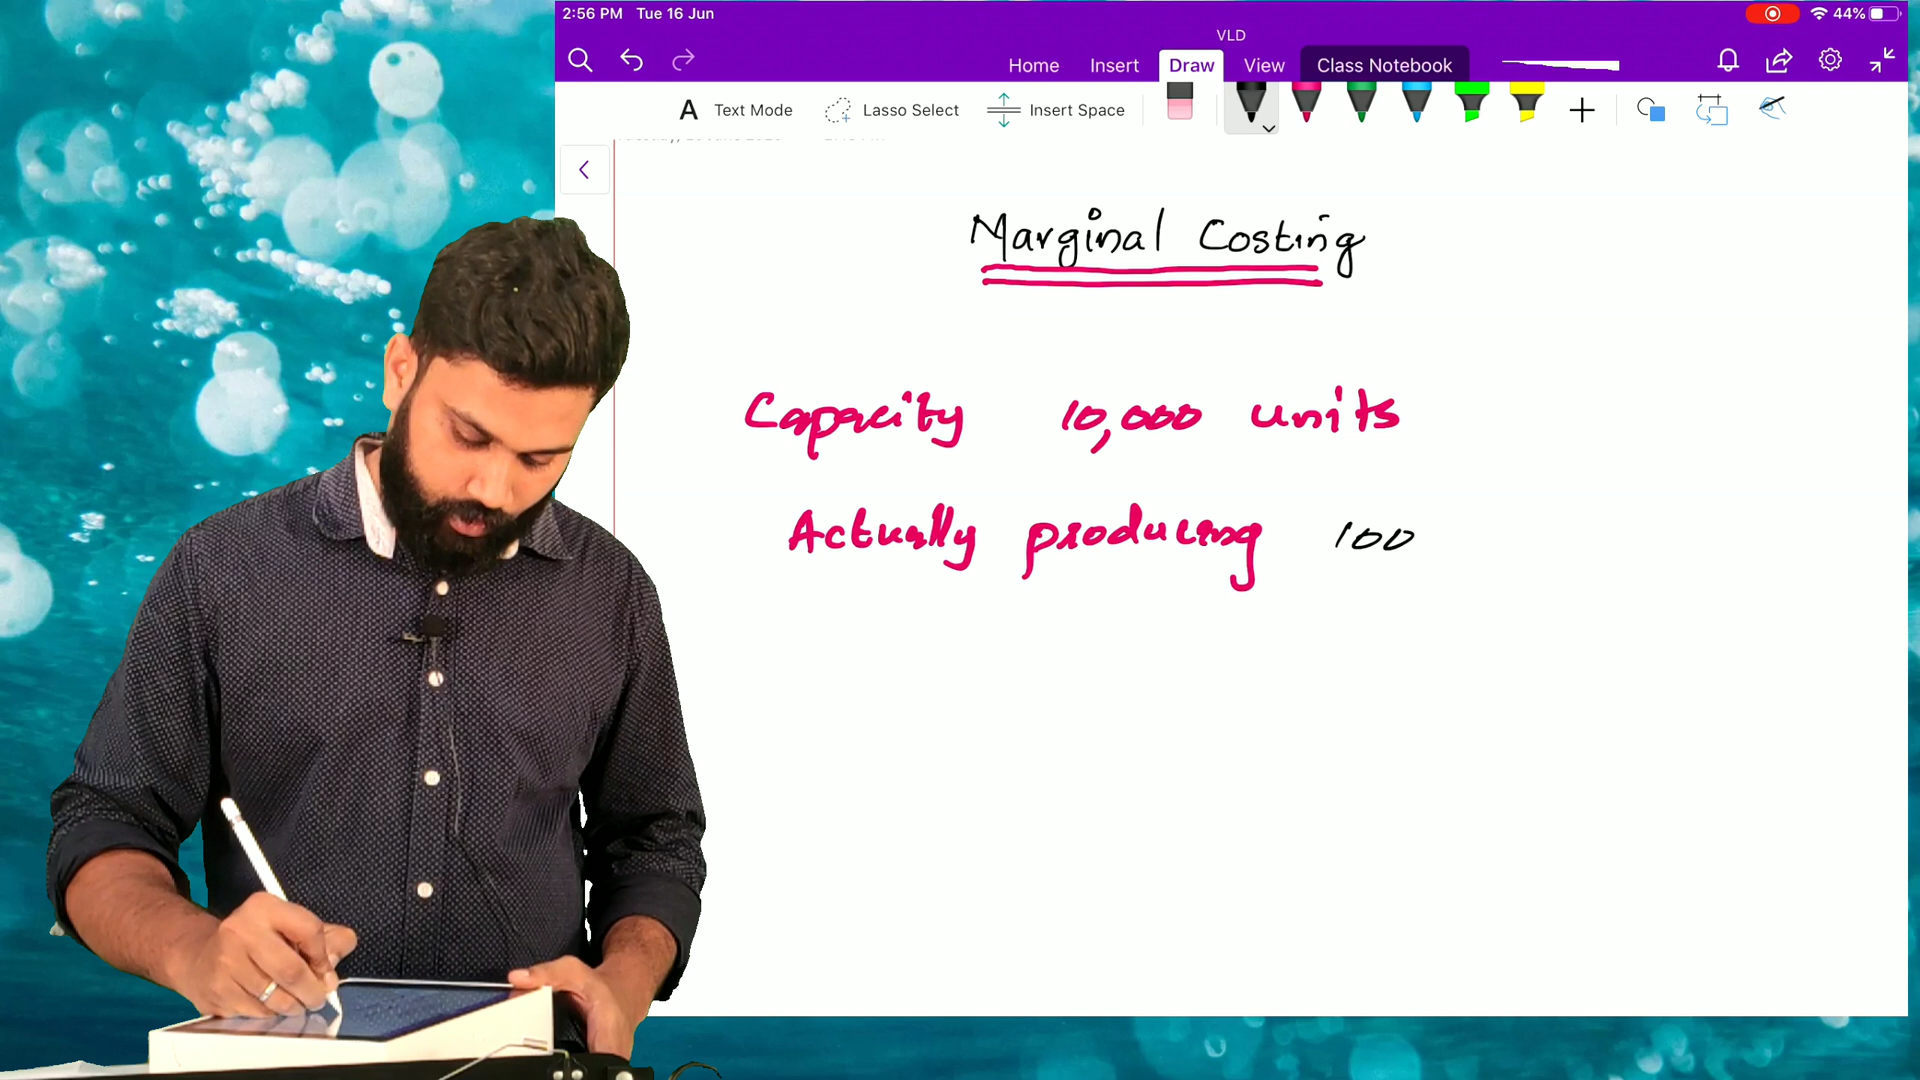 2:56 PM Tue 16 Jun 44%
VLD
Home Insert Draw View Class Notebook
A Text Mode Lasso Select Insert Space
Marginal Costing
Capacity 10,000 units
Actually producing 100